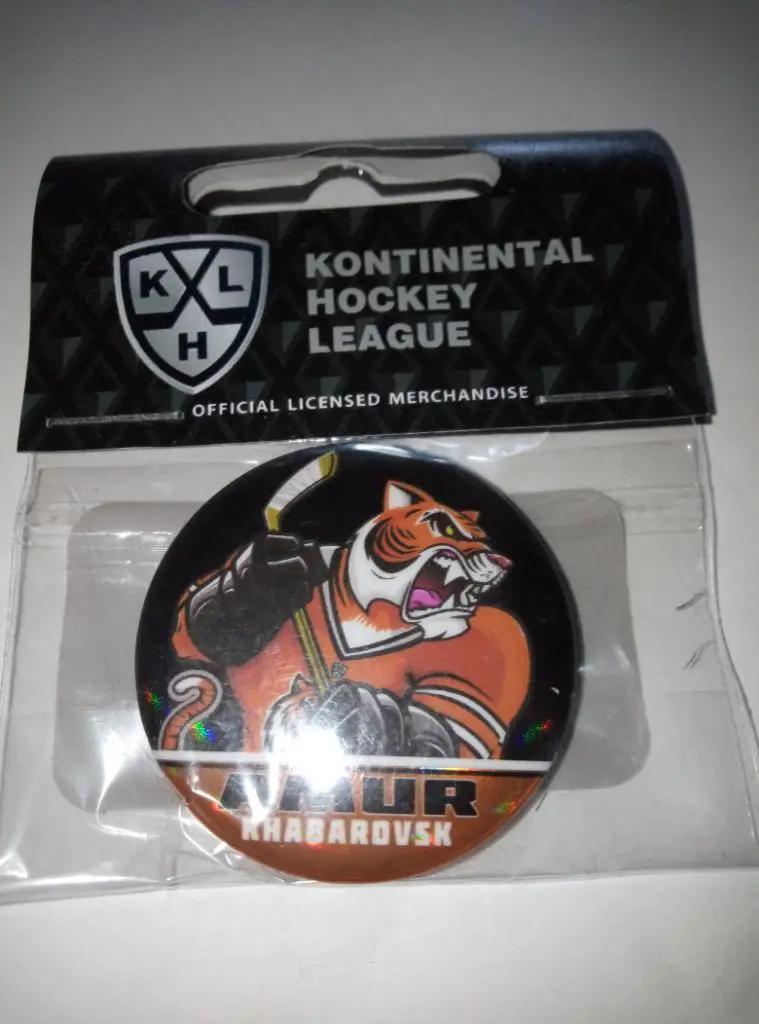 K L
H
KONTINENTAL
HOCKEY
LEAGUE
OFFICIAL LICENSED MERCHANDISE
AMUR
KHABAROVSK